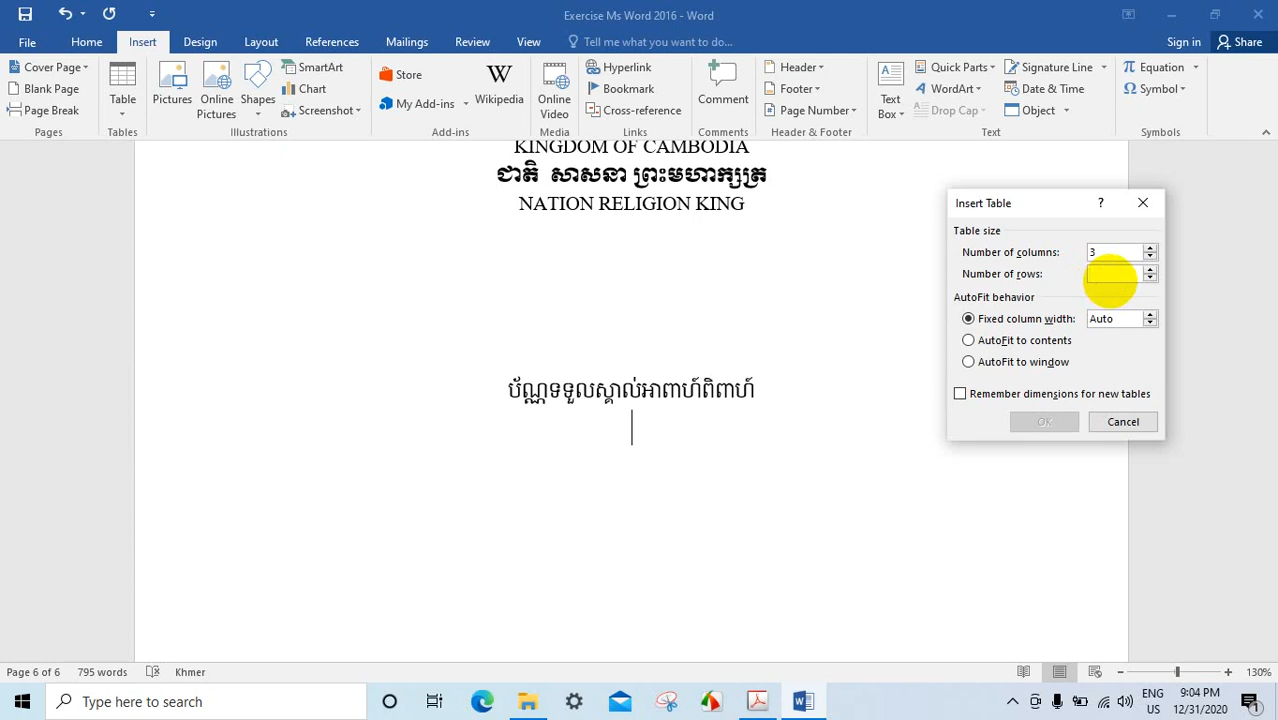 Exercise Ms Word 2016 - Word
File Home Insert Design Layout References Mailings Review View Tell me what you want to do... Sign in Share
Cover Page
Blank Page
Page Break
Pages
Table
Tables
Pictures
Online Pictures
Shapes
SmartArt
Chart
Screenshot
Illustrations
Store
My Add-ins
W
Wikipedia
Add-ins
Online Video
Media
Hyperlink
Bookmark
Cross-reference
Links
Comment
Comments
Header
Footer
Page Number
Header & Footer
A
Text Box
Quick Parts
WordArt
Drop Cap
Signature Line
Date & Time
Object
Text
π Equation
Ω Symbol
Symbols
KINGDOM OF CAMBODIA
ជាតិ សាសនា ព្រះមហាក្សត្រ
NATION RELIGION KING
ប័ណ្ណទទួលស្គាល់អាពាហ៍ពិពាហ៍
Insert Table ?
Table size
Number of columns: 3
Number of rows:
AutoFit behavior
Fixed column width: Auto
AutoFit to contents
AutoFit to window
Remember dimensions for new tables
OK Cancel
Page 6 of 6 795 words Khmer 130%
Type here to search
ENG
US
9:04 PM
12/31/2020
1